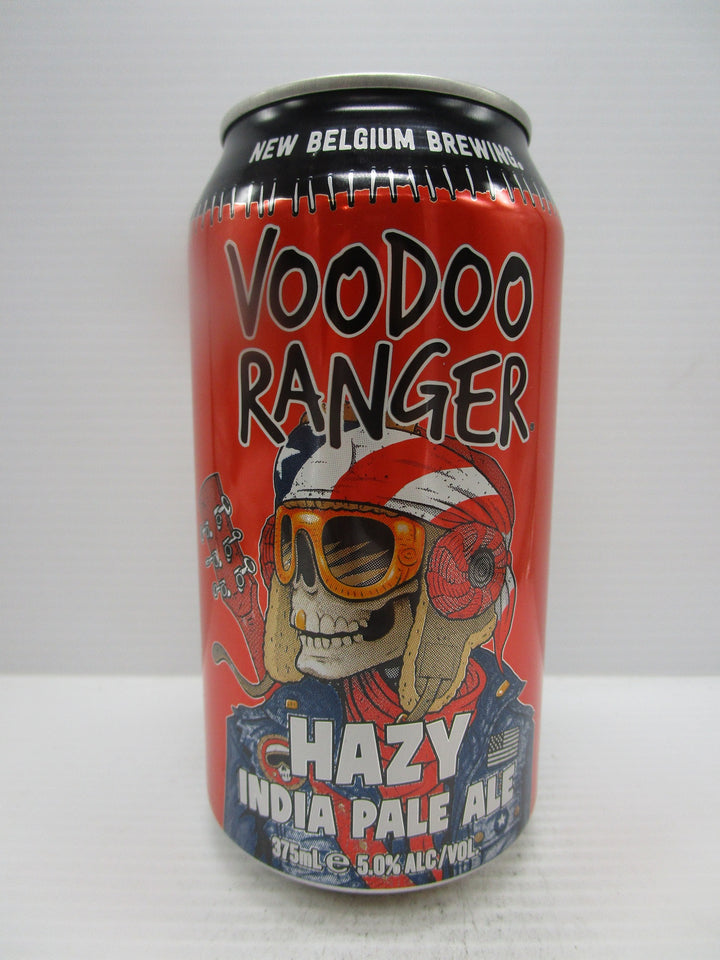 NEW BELGIUM BREWING®
VOODOO
RANGER
HAZY
INDIA PALE ALE
375mL e 5.0% ALC/VOL